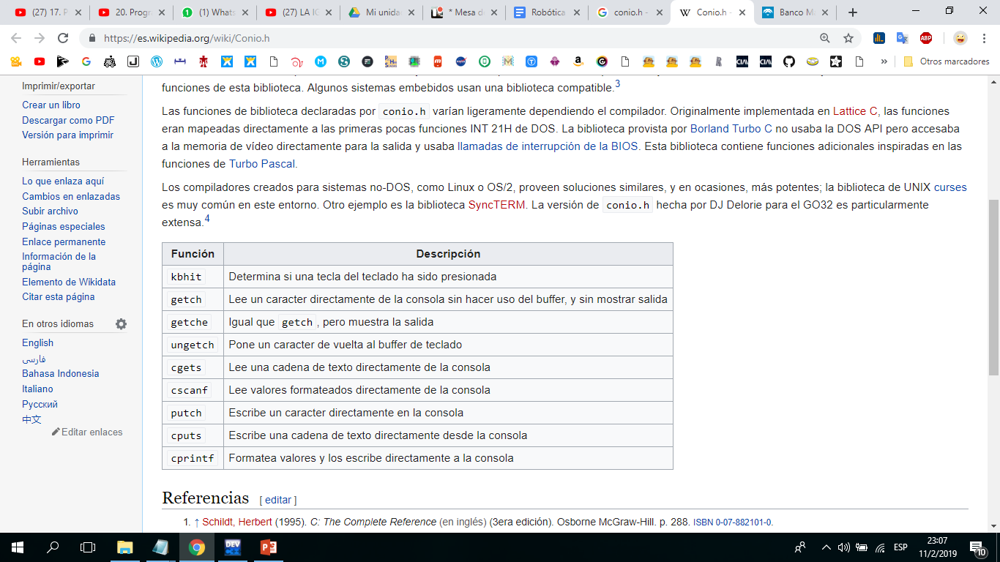 (27) 17. P
20. Progr
(1) Whats
(27) LA IG
Mi unida
* Mesa d
Robótica
conio.h -
Conio.h -
Banco Ma
https://es.wikipedia.org/wiki/Conio.h
ABP
CIM
CIM
»
Otros marcadores
Imprimir/exportar
Crear un libro
Descargar como PDF
Versión para imprimir
Herramientas
Lo que enlaza aquí
Cambios en enlazadas
Subir archivo
Páginas especiales
Enlace permanente
Información de la
página
Elemento de Wikidata
Citar esta página
En otros idiomas
English
فارسی
Bahasa Indonesia
Italiano
Русский
中文
Editar enlaces
funciones de esta biblioteca. Algunos sistemas embebidos usan una biblioteca compatible.3
Las funciones de biblioteca declaradas por conio.h varían ligeramente dependiendo el compilador. Originalmente implementada en Lattice C, las funciones
eran mapeadas directamente a las primeras pocas funciones INT 21H de DOS. La biblioteca provista por Borland Turbo C no usaba la DOS API pero accesaba
a la memoria de vídeo directamente para la salida y usaba llamadas de interrupción de la BIOS. Esta biblioteca contiene funciones adicionales inspiradas en las
funciones de Turbo Pascal.
Los compiladores creados para sistemas no-DOS, como Linux o OS/2, proveen soluciones similares, y en ocasiones, más potentes; la biblioteca de UNIX curses
es muy común en este entorno. Otro ejemplo es la biblioteca SyncTERM. La versión de conio.h hecha por DJ Delorie para el GO32 es particularmente
extensa.4
Función Descripción
kbhit Determina si una tecla del teclado ha sido presionada
getch Lee un caracter directamente de la consola sin hacer uso del buffer, y sin mostrar salida
getche Igual que getch , pero muestra la salida
ungetch Pone un caracter de vuelta al buffer de teclado
cgets Lee una cadena de texto directamente de la consola
cscanf Lee valores formateados directamente de la consola
putch Escribe un caracter directamente en la consola
cputs Escribe una cadena de texto directamente desde la consola
cprintf Formatea valores y los escribe directamente a la consola
Referencias [ editar ]
1. ↑ Schildt, Herbert (1995). C: The Complete Reference (en inglés) (3era edición). Osborne McGraw-Hill. p. 288. ISBN 0-07-882101-0.
DEV
ESP
23:07
11/2/2019
10